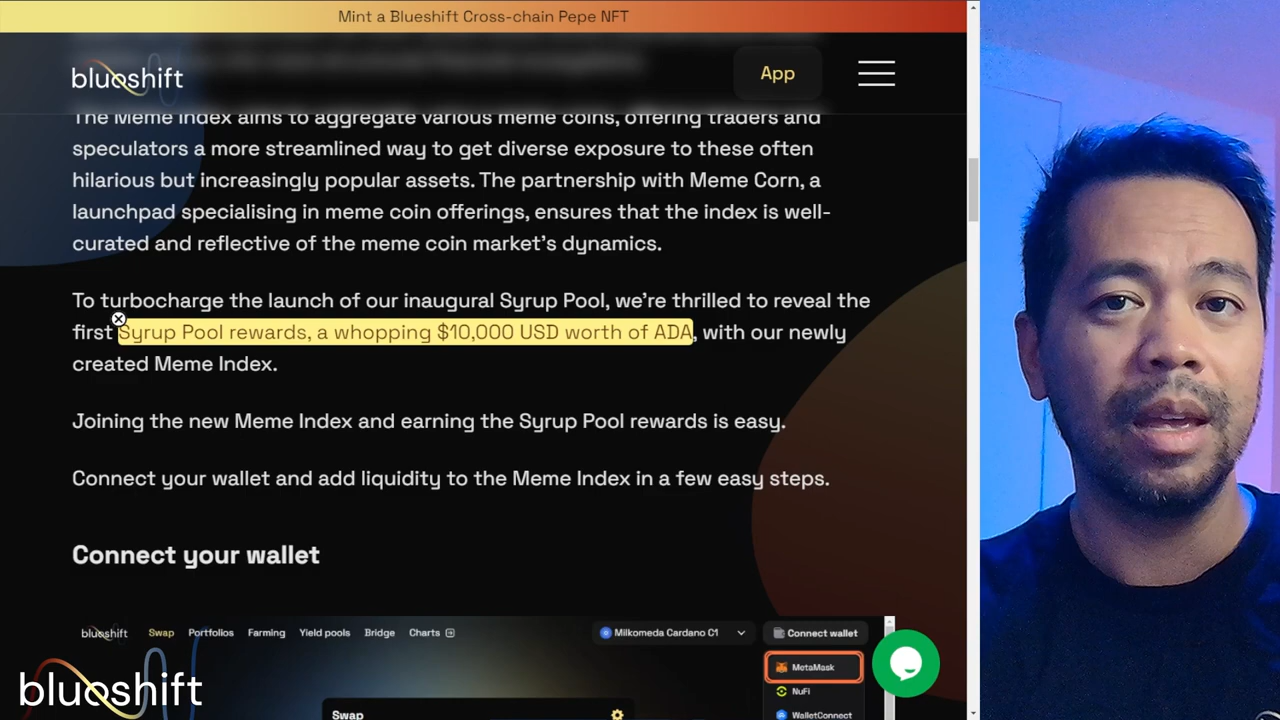 Mint a Blueshift Cross-chain Pepe NFT
blueshift
App
The Meme Index aims to aggregate various meme coins, offering traders and
speculators a more streamlined way to get diverse exposure to these often
hilarious but increasingly popular assets. The partnership with Meme Corn, a
launchpad specialising in meme coin offerings, ensures that the index is well-
curated and reflective of the meme coin market's dynamics.
To turbocharge the launch of our inaugural Syrup Pool, we're thrilled to reveal the
first Syrup Pool rewards, a whopping $10,000 USD worth of ADA, with our newly
created Meme Index.
Joining the new Meme Index and earning the Syrup Pool rewards is easy.
Connect your wallet and add liquidity to the Meme Index in a few easy steps.
Connect your wallet
blueshift Swap Portfolios Farming Yield pools Bridge Charts Milkomeda Cardano C1 Connect wallet
MetaMask
NuFi
WalletConnect
Swap
blueshift